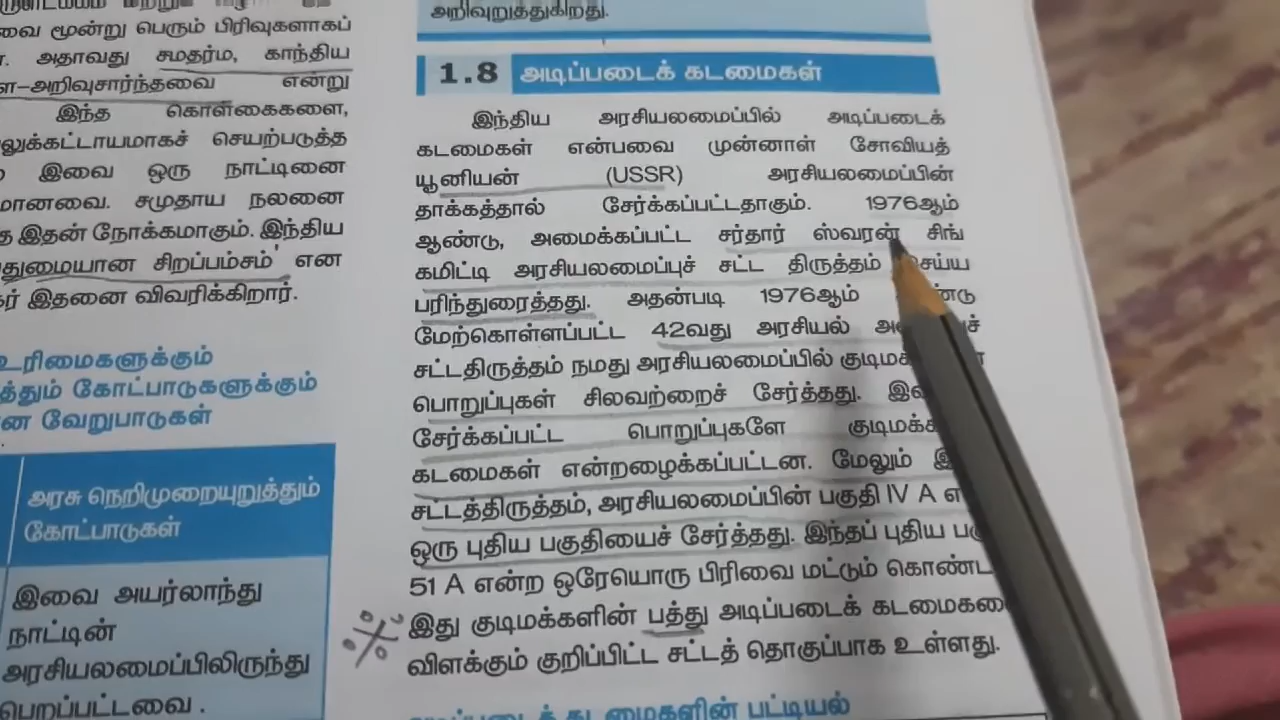 வை மூன்று பெரும் பிரிவுகளாகப்
அதாவது சமதர்ம, காந்திய
அறிவுசார்ந்தவை என்று
இந்த கொள்கைகளை,
செயற்படுத்த
இவை ஒரு நாட்டினை
சமுதாய நலனை
இதன் நோக்கமாகும். இந்திய
சிறப்பம்சம்' என
இதனை விவரிக்கிறார்.
உரிமைகளுக்கும்
கோட்பாடுகளுக்கும்
வேறுபாடுகள்
அரசு நெறிமுறையுறுத்தும்
கோட்பாடுகள்
இவை அயர்லாந்து
நாட்டின்
அரசியலமைப்பிலிருந்து
பெறப்பட்டவை .
அறிவுறுத்துகிறது.
1.8 அடிப்படைக் கடமைகள்
இந்திய அரசியலமைப்பில் அடிப்படைக்
கடமைகள் என்பவை முன்னாள் சோவியத்
யூனியன் (USSR) அரசியலமைப்பின்
தாக்கத்தால் சேர்க்கப்பட்டதாகும். 1976ஆம்
ஆண்டு, அமைக்கப்பட்ட சர்தார் ஸ்வரன் சிங்
கமிட்டி அரசியலமைப்புச் சட்ட திருத்தம் செய்ய
பரிந்துரைத்தது. அதன்படி 1976ஆம்
மேற்கொள்ளப்பட்ட 42வது அரசியல்
சட்டதிருத்தம் நமது அரசியலமைப்பில்
பொறுப்புகள் சிலவற்றைச் சேர்த்தது.
சேர்க்கப்பட்ட பொறுப்புகளே
கடமைகள் என்றழைக்கப்பட்டன. மேலும்
சட்டத்திருத்தம், அரசியலமைப்பின் பகுதி IV A
ஒரு புதிய பகுதியைச் சேர்த்தது. இந்தப் புதிய
51 A என்ற ஒரேயொரு பிரிவை மட்டும்
இது குடிமக்களின் பத்து அடிப்படைக்
விளக்கும் குறிப்பிட்ட சட்டத் தொகுப்பாக உள்ளது.
பட்டியல்